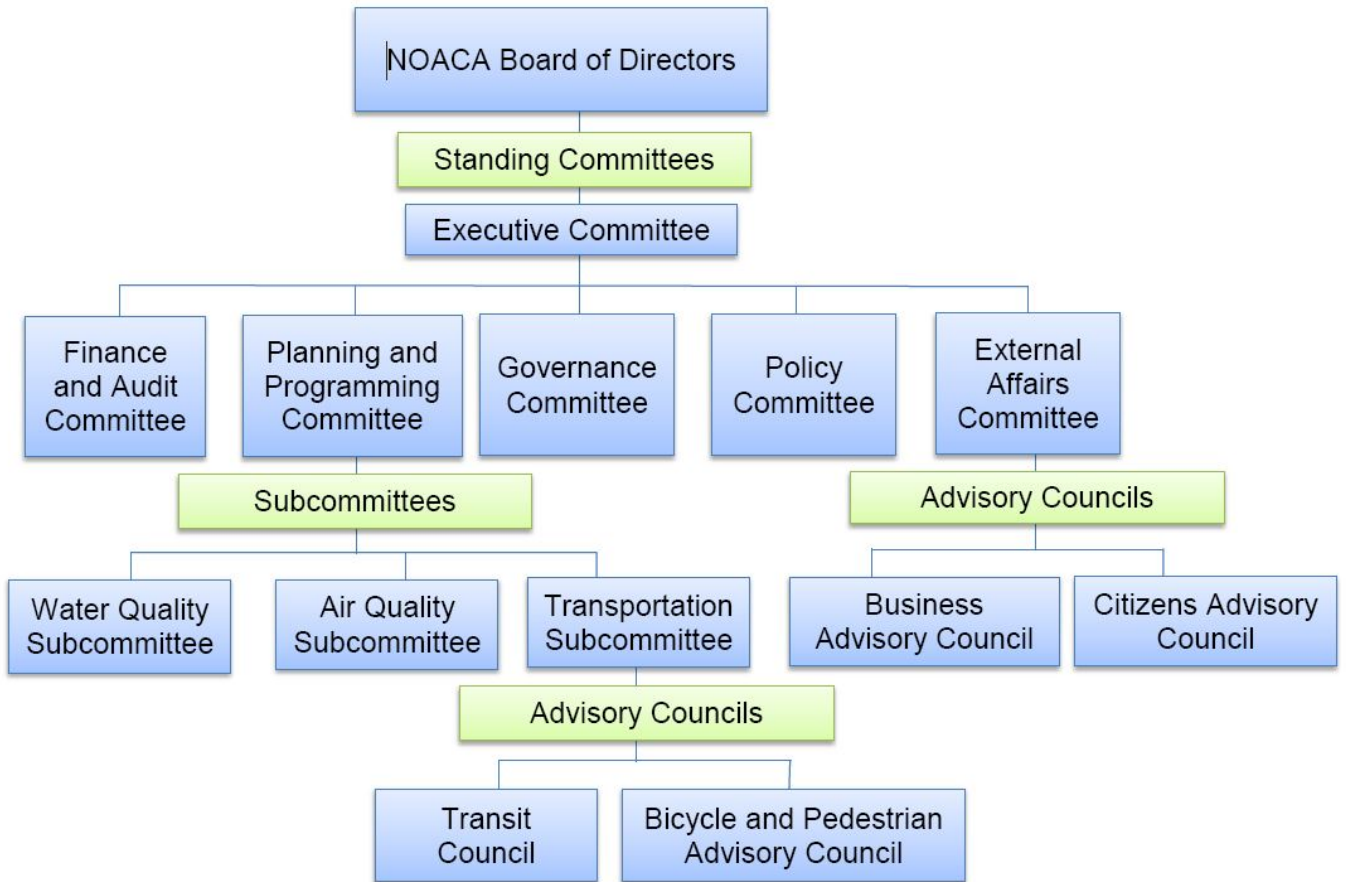 NOACA Board of Directors
Standing Committees
Executive Committee
Finance
and Audit
Committee
Planning and
Programming
Committee
Governance
Committee
Policy
Committee
External
Affairs
Committee
Subcommittees
Advisory Councils
Water Quality
Subcommittee
Air Quality
Subcommittee
Transportation
Subcommittee
Business
Advisory Council
Citizens Advisory
Council
Advisory Councils
Transit
Council
Bicycle and Pedestrian
Advisory Council